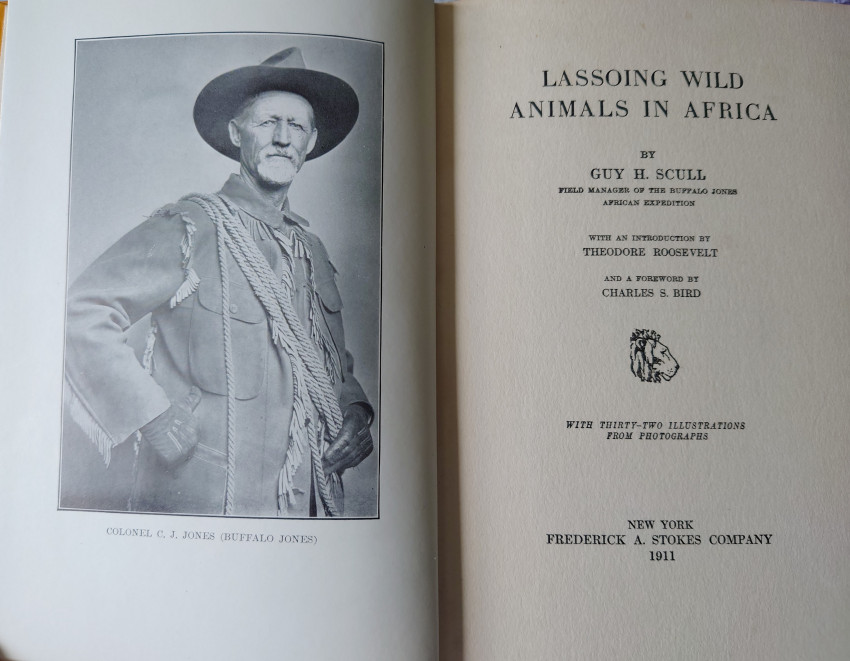 COLONEL C. J. JONES (BUFFALO JONES)
LASSOING WILD
ANIMALS IN AFRICA
BY
GUY H. SCULL
FIELD MANAGER OF THE BUFFALO JONES
AFRICAN EXPEDITION
WITH AN INTRODUCTION BY
THEODORE ROOSEVELT
AND A FOREWORD BY
CHARLES S. BIRD
WITH THIRTY-TWO ILLUSTRATIONS
FROM PHOTOGRAPHS
NEW YORK
FREDERICK A. STOKES COMPANY
1911